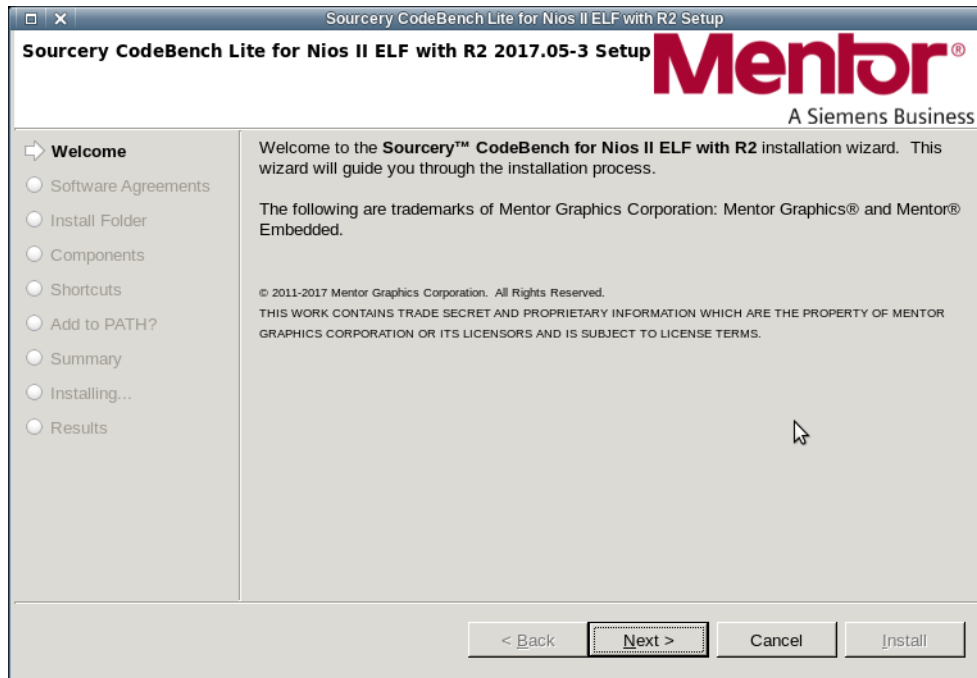 Sourcery CodeBench Lite for Nios II ELF with R2 Setup
Sourcery CodeBench Lite for Nios II ELF with R2 2017.05-3 Setup
Mentor®
A Siemens Business
Welcome
Software Agreements
Install Folder
Components
Shortcuts
Add to PATH?
Summary
Installing...
Results
Welcome to the Sourcery™ CodeBench for Nios II ELF with R2 installation wizard. This
wizard will guide you through the installation process.
The following are trademarks of Mentor Graphics Corporation: Mentor Graphics® and Mentor®
Embedded.
© 2011-2017 Mentor Graphics Corporation. All Rights Reserved.
THIS WORK CONTAINS TRADE SECRET AND PROPRIETARY INFORMATION WHICH ARE THE PROPERTY OF MENTOR
GRAPHICS CORPORATION OR ITS LICENSORS AND IS SUBJECT TO LICENSE TERMS.
< Back
Next >
Cancel
Install